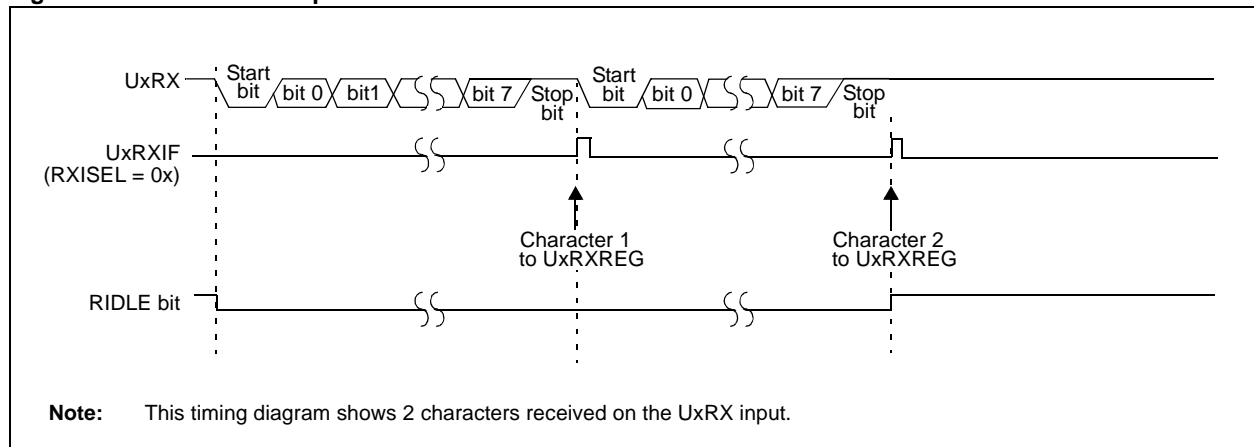 UxRX
Start bit
bit 0
bit1
bit 7
Stop bit
Start bit
bit 0
bit 7
Stop bit
UxRXIF
(RXISEL = 0x)
Character 1
to UxRXREG
Character 2
to UxRXREG
RIDLE bit
Note: This timing diagram shows 2 characters received on the UxRX input.